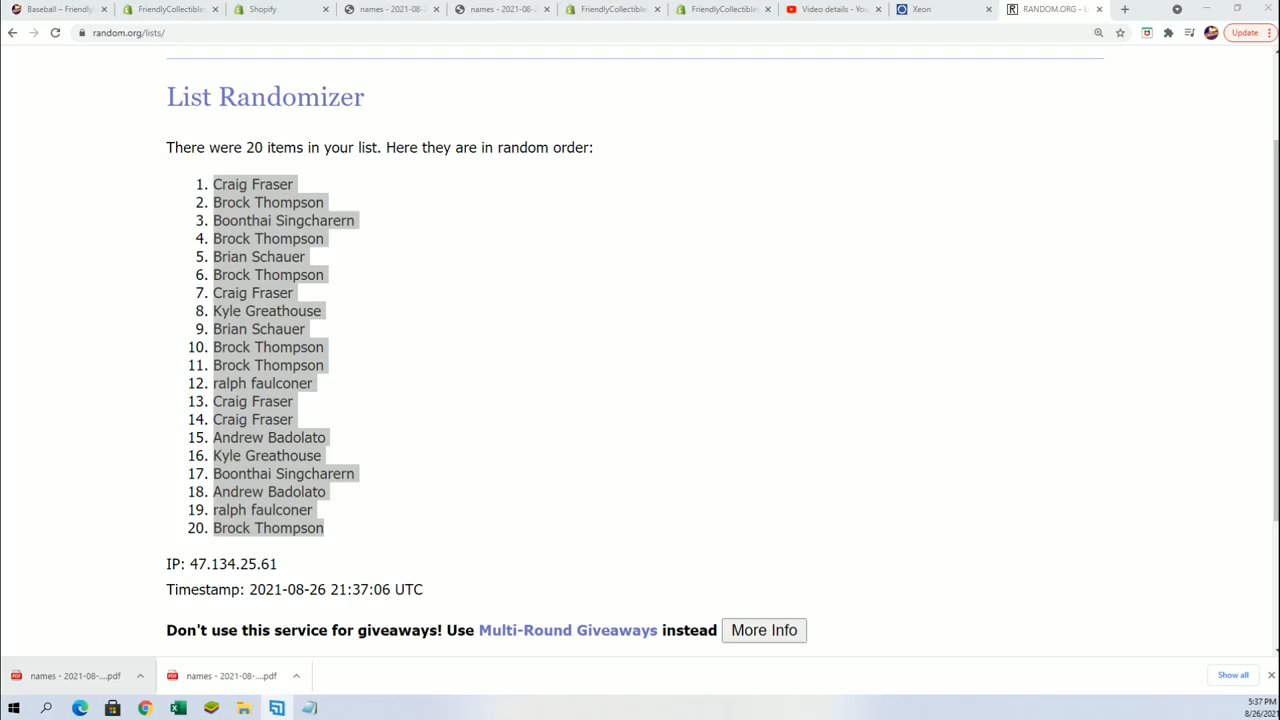 Baseball – Friendly
FriendlyCollectibles
Shopify
names - 2021-08-
names - 2021-08-
FriendlyCollectibles
FriendlyCollectibles
Video details - You
Xeon
RANDOM.ORG - L
random.org/lists/
Update
List Randomizer
There were 20 items in your list. Here they are in random order:
1. Craig Fraser
2. Brock Thompson
3. Boonthai Singcharern
4. Brock Thompson
5. Brian Schauer
6. Brock Thompson
7. Craig Fraser
8. Kyle Greathouse
9. Brian Schauer
10. Brock Thompson
11. Brock Thompson
12. ralph faulconer
13. Craig Fraser
14. Craig Fraser
15. Andrew Badolato
16. Kyle Greathouse
17. Boonthai Singcharern
18. Andrew Badolato
19. ralph faulconer
20. Brock Thompson
IP: 47.134.25.61
Timestamp: 2021-08-26 21:37:06 UTC
Don't use this service for giveaways! Use Multi-Round Giveaways instead More Info
names - 2021-08-....pdf
names - 2021-08-....pdf
Show all
5:37 PM
8/26/2021